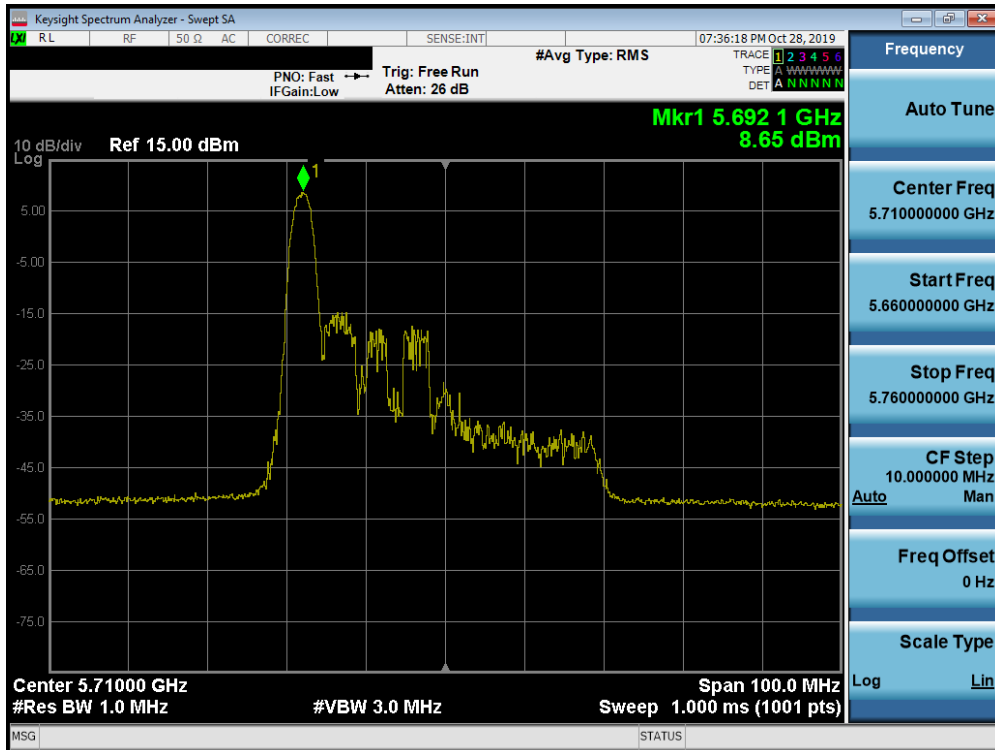 Keysight Spectrum Analyzer - Swept SA
LXI RL RF 50 Ω AC CORREC SENSE:INT 07:36:18 PM Oct 28, 2019
#Avg Type: RMS TRACE 1 2 3 4 5 6
PNO: Fast Trig: Free Run TYPE A WWWWW
IFGain:Low Atten: 26 dB DET A N N N N N
Mkr1 5.692 1 GHz
8.65 dBm
10 dB/div Ref 15.00 dBm
Log
1
5.00
-5.00
-15.0
-25.0
-35.0
-45.0
-55.0
-65.0
-75.0
Center 5.71000 GHz Span 100.0 MHz
#Res BW 1.0 MHz #VBW 3.0 MHz Sweep 1.000 ms (1001 pts)
MSG STATUS
Frequency
Auto Tune
Center Freq
5.710000000 GHz
Start Freq
5.660000000 GHz
Stop Freq
5.760000000 GHz
CF Step
10.000000 MHz
Auto Man
Freq Offset
0 Hz
Scale Type
Log Lin